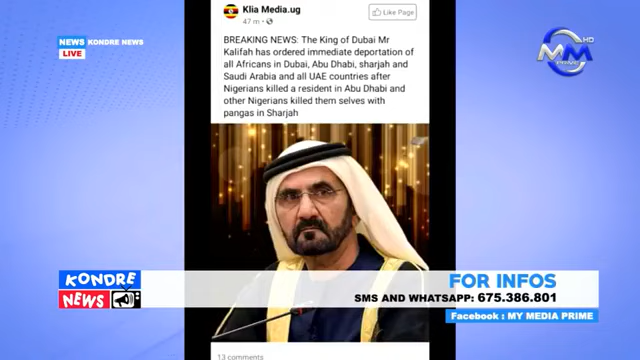 Klia Media.ug
47 m
Like Page
NEWS
KONDRE NEWS
LIVE
HD
MM
PRIME
BREAKING NEWS: The King of Dubai Mr
Kalifah has ordered immediate deportation of
all Africans in Dubai, Abu Dhabi, sharjah and
Saudi Arabia and all UAE countries after
Nigerians killed a resident in Abu Dhabi and
other Nigerians killed them selves with
pangas in Sharjah
KONDRE
NEWS
FOR INFOS
SMS AND WHATSAPP: 675.386.801
Facebook : MY MEDIA PRIME
13 comments